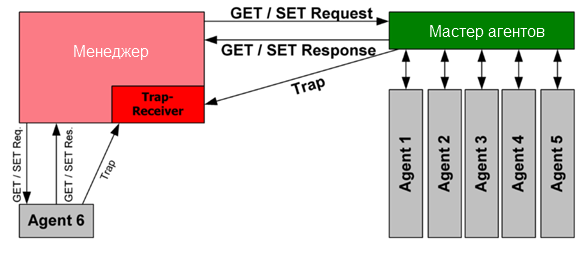 GET / SET Request
Менеджер
Мастер агентов
GET / SET Response
Trap
Trap-
Receiver
GET / SET Req.
GET / SET Res.
Trap
Agent 6
Agent 1
Agent 2
Agent 3
Agent 4
Agent 5